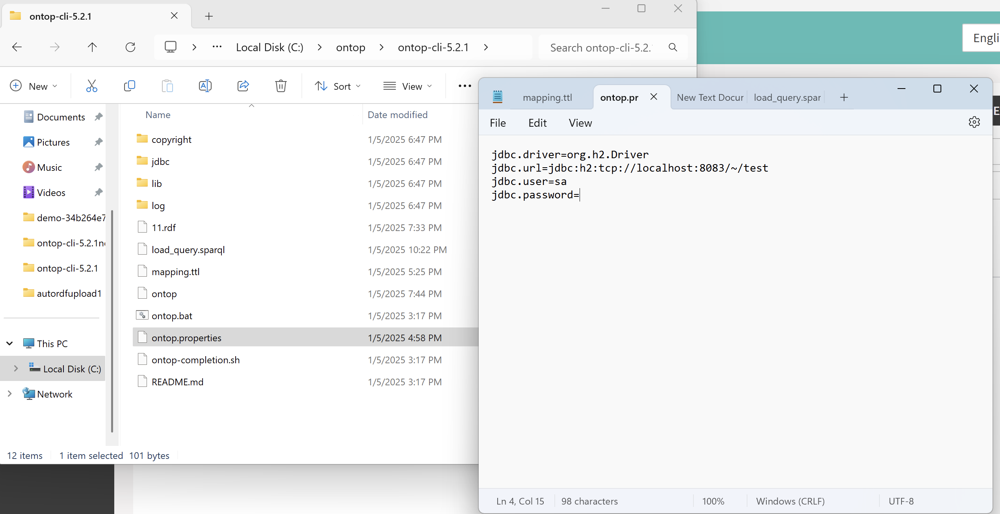 ontop-cli-5.2.1
Local Disk (C:) ontop ontop-cli-5.2.1
Search ontop-cli-5.2.
New Sort View
Documents
Pictures
Music
Videos
demo-34b264e7
ontop-cli-5.2.1n
ontop-cli-5.2.1
autordfupload1
This PC
Local Disk (C:)
Network
Name Date modified
copyright 1/5/2025 6:47 PM
jdbc 1/5/2025 6:47 PM
lib 1/5/2025 6:47 PM
log 1/5/2025 6:47 PM
11.rdf 1/5/2025 7:33 PM
load_query.sparql 1/5/2025 10:22 PM
mapping.ttl 1/5/2025 5:25 PM
ontop 1/5/2025 7:44 PM
ontop.bat 1/5/2025 3:17 PM
ontop.properties 1/5/2025 4:58 PM
ontop-completion.sh 1/5/2025 3:17 PM
README.md 1/5/2025 3:17 PM
12 items 1 item selected 101 bytes
Engli
mapping.ttl ontop.pr New Text Docur load_query.spar
File Edit View
jdbc.driver=org.h2.Driver
jdbc.url=jdbc:h2:tcp://localhost:8083/~/test
jdbc.user=sa
jdbc.password=
Ln 4, Col 15 98 characters 100% Windows (CRLF) UTF-8